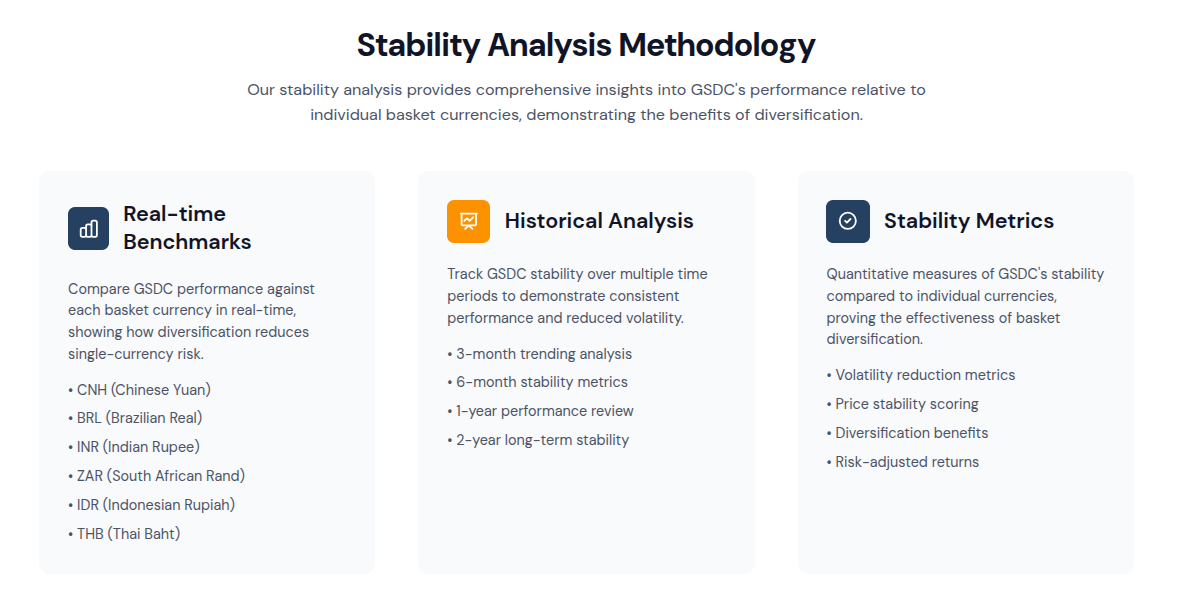 Stability Analysis Methodology
Our stability analysis provides comprehensive insights into GSDC's performance relative to
individual basket currencies, demonstrating the benefits of diversification.
Real-time
Benchmarks
Compare GSDC performance against
each basket currency in real-time,
showing how diversification reduces
single-currency risk.
• CNH (Chinese Yuan)
• BRL (Brazilian Real)
• INR (Indian Rupee)
• ZAR (South African Rand)
• IDR (Indonesian Rupiah)
• THB (Thai Baht)
Historical Analysis
Track GSDC stability over multiple time
periods to demonstrate consistent
performance and reduced volatility.
• 3-month trending analysis
• 6-month stability metrics
• 1-year performance review
• 2-year long-term stability
Stability Metrics
Quantitative measures of GSDC's stability
compared to individual currencies,
proving the effectiveness of basket
diversification.
• Volatility reduction metrics
• Price stability scoring
• Diversification benefits
• Risk-adjusted returns